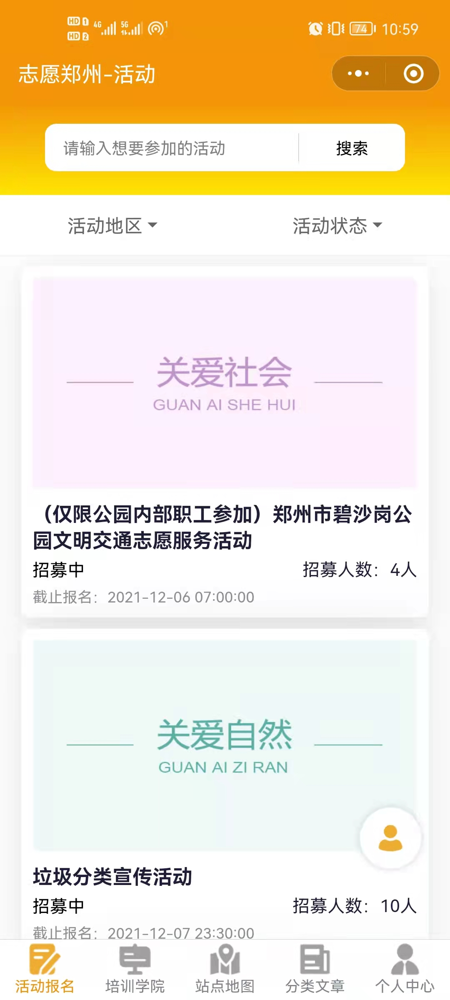 HD 1 4G 5G 1
HD 2
74 10:59
志愿郑州-活动
请输入想要参加的活动 搜索
活动地区 活动状态
关爱社会
GUAN AI SHE HUI
（仅限公园内部职工参加）郑州市碧沙岗公
园文明交通志愿服务活动
招募中 招募人数：4人
截止报名：2021-12-06 07:00:00
关爱自然
GUAN AI ZI RAN
垃圾分类宣传活动
招募中 招募人数：10人
截止报名：2021-12-07 23:30:00
活动报名 培训学院 站点地图 分类文章 个人中心